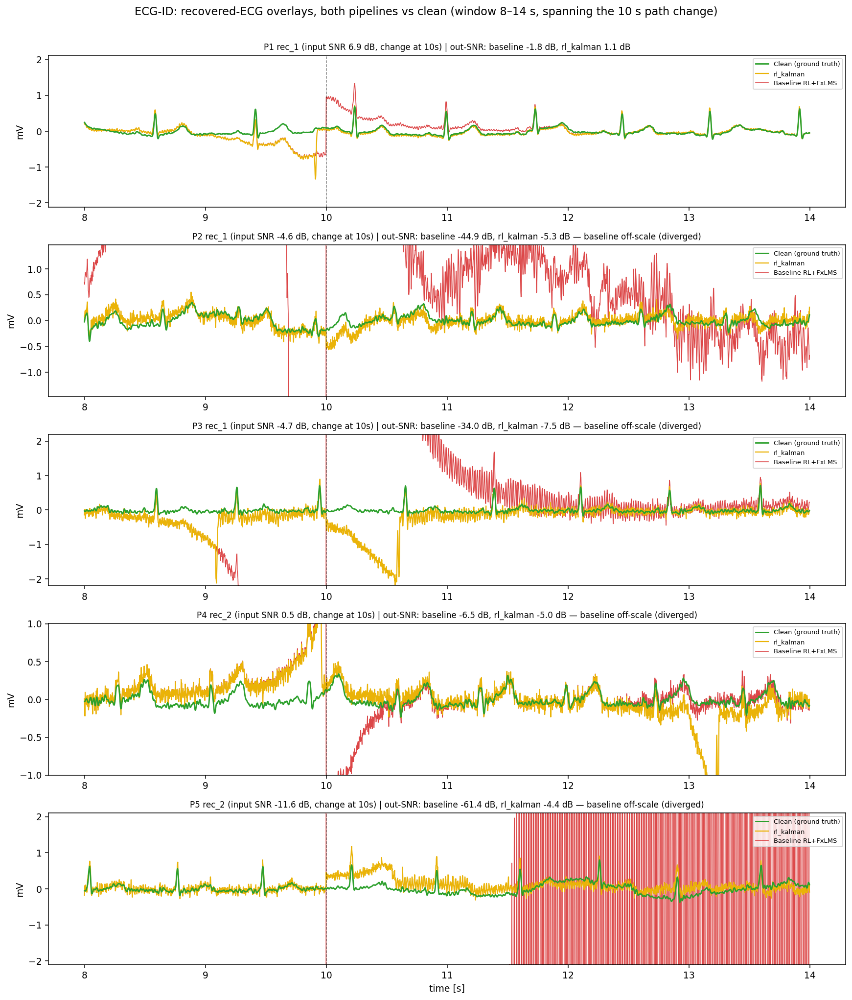 ECG-ID: recovered-ECG overlays, both pipelines vs clean (window 8–14 s, spanning the 10 s path change)
P1 rec_1 (input SNR 6.9 dB, change at 10s) | out-SNR: baseline -1.8 dB, rl_kalman 1.1 dB
Clean (ground truth)
rl_kalman
Baseline RL+FxLMS
2
1
0
−1
−2
mV
8 9 10 11 12 13 14
P2 rec_1 (input SNR -4.6 dB, change at 10s) | out-SNR: baseline -44.9 dB, rl_kalman -5.3 dB — baseline off-scale (diverged)
Clean (ground truth)
rl_kalman
Baseline RL+FxLMS
1.0
0.5
0.0
−0.5
−1.0
mV
8 9 10 11 12 13 14
P3 rec_1 (input SNR -4.7 dB, change at 10s) | out-SNR: baseline -34.0 dB, rl_kalman -7.5 dB — baseline off-scale (diverged)
Clean (ground truth)
rl_kalman
Baseline RL+FxLMS
2
1
0
−1
−2
mV
8 9 10 11 12 13 14
P4 rec_2 (input SNR 0.5 dB, change at 10s) | out-SNR: baseline -6.5 dB, rl_kalman -5.0 dB — baseline off-scale (diverged)
Clean (ground truth)
rl_kalman
Baseline RL+FxLMS
1.0
0.5
0.0
−0.5
−1.0
mV
8 9 10 11 12 13 14
P5 rec_2 (input SNR -11.6 dB, change at 10s) | out-SNR: baseline -61.4 dB, rl_kalman -4.4 dB — baseline off-scale (diverged)
Clean (ground truth)
rl_kalman
Baseline RL+FxLMS
2
1
0
−1
−2
mV
8 9 10 11 12 13 14
time [s]